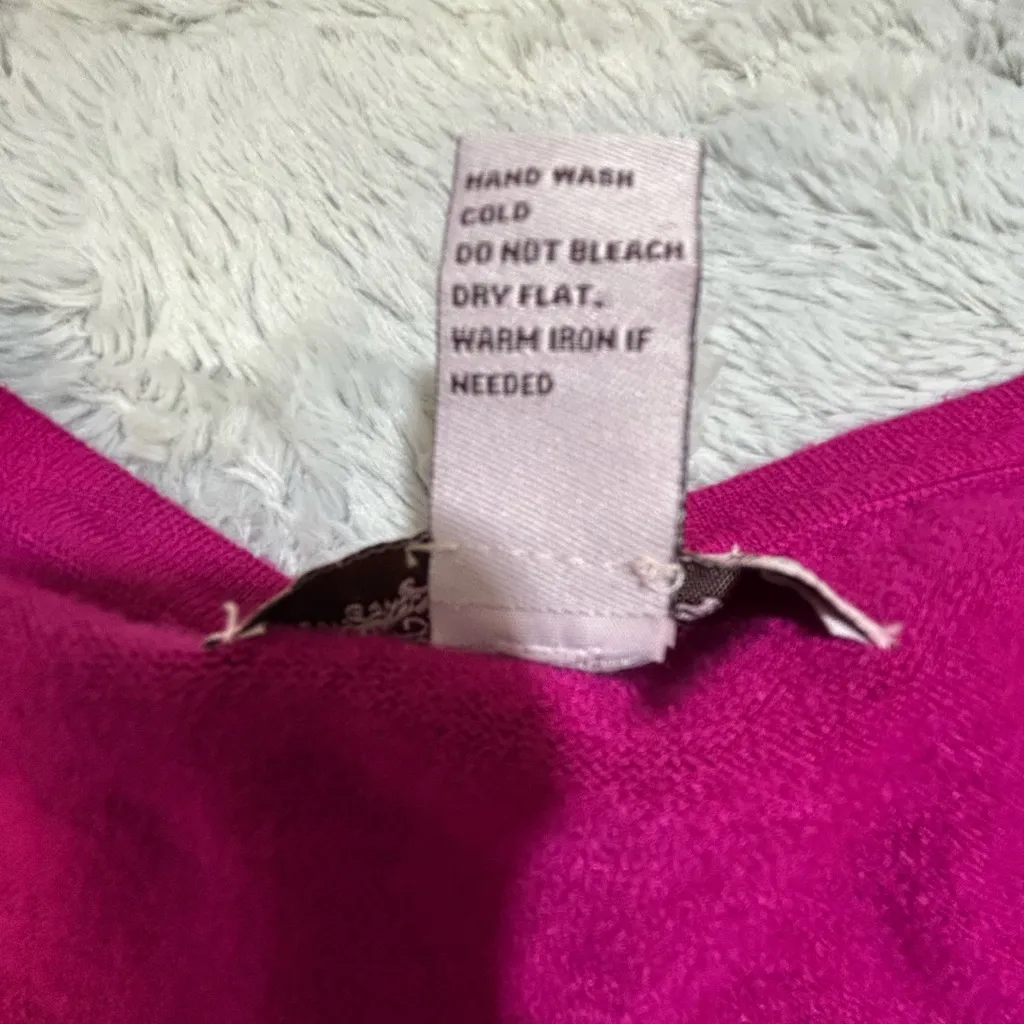 HAND WASH
COLD
DO NOT BLEACH
DRY FLAT.
WARM IRON IF
NEEDED